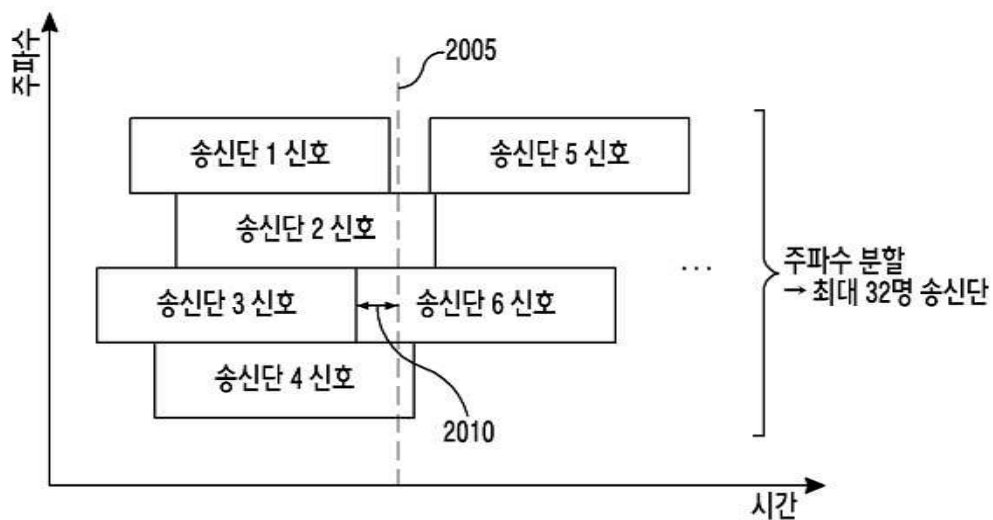 주파수
2005
송신단 1 신호
송신단 5 신호
송신단 2 신호
...
주파수 분할
→ 최대 32명 송신단
송신단 3 신호
송신단 6 신호
송신단 4 신호
2010
시간